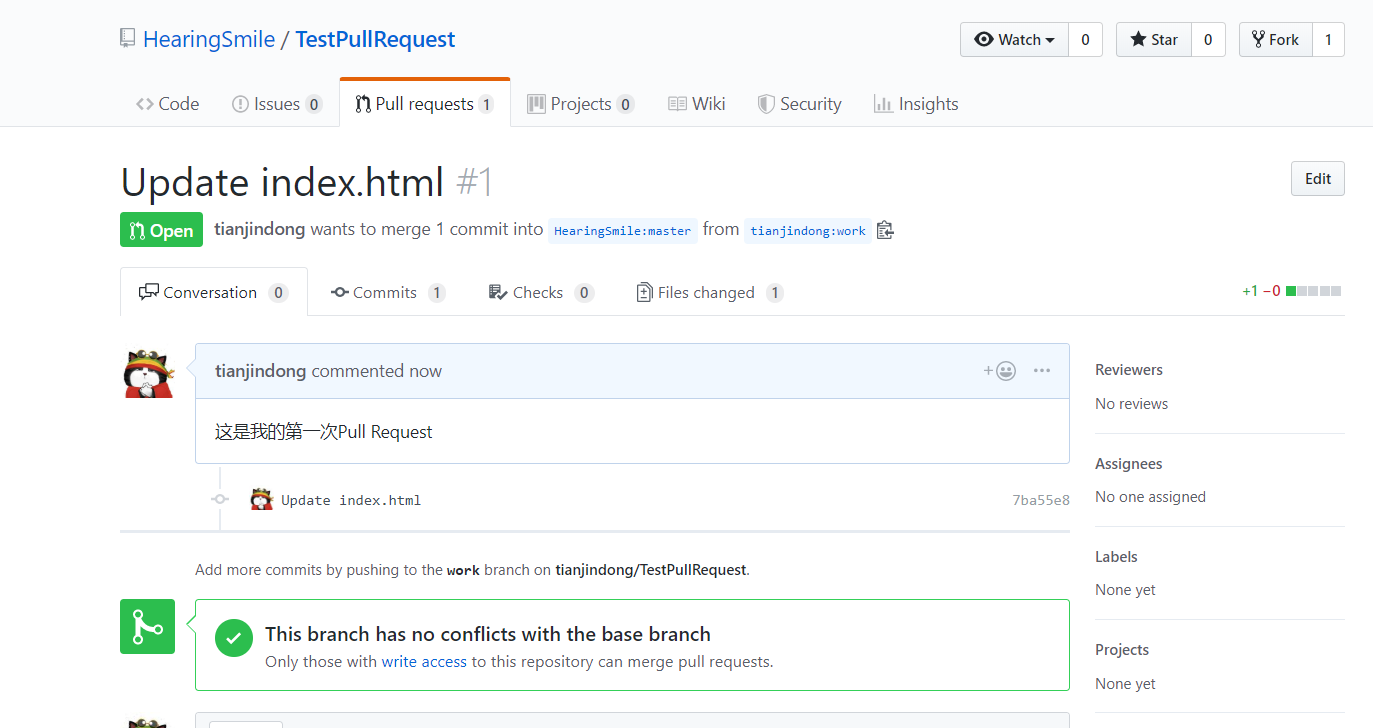 HearingSmile / TestPullRequest
Watch 0 Star 0 Fork 1
Code Issues 0 Pull requests 1 Projects 0 Wiki Security Insights
Update index.html #1
Edit
Open tianjindong wants to merge 1 commit into HearingSmile:master from tianjindong:work
Conversation 0 Commits 1 Checks 0 Files changed 1
+1 −0
tianjindong commented now
这是我的第一次Pull Request
Update index.html 7ba55e8
Add more commits by pushing to the work branch on tianjindong/TestPullRequest.
This branch has no conflicts with the base branch
Only those with write access to this repository can merge pull requests.
Reviewers
No reviews
Assignees
No one assigned
Labels
None yet
Projects
None yet